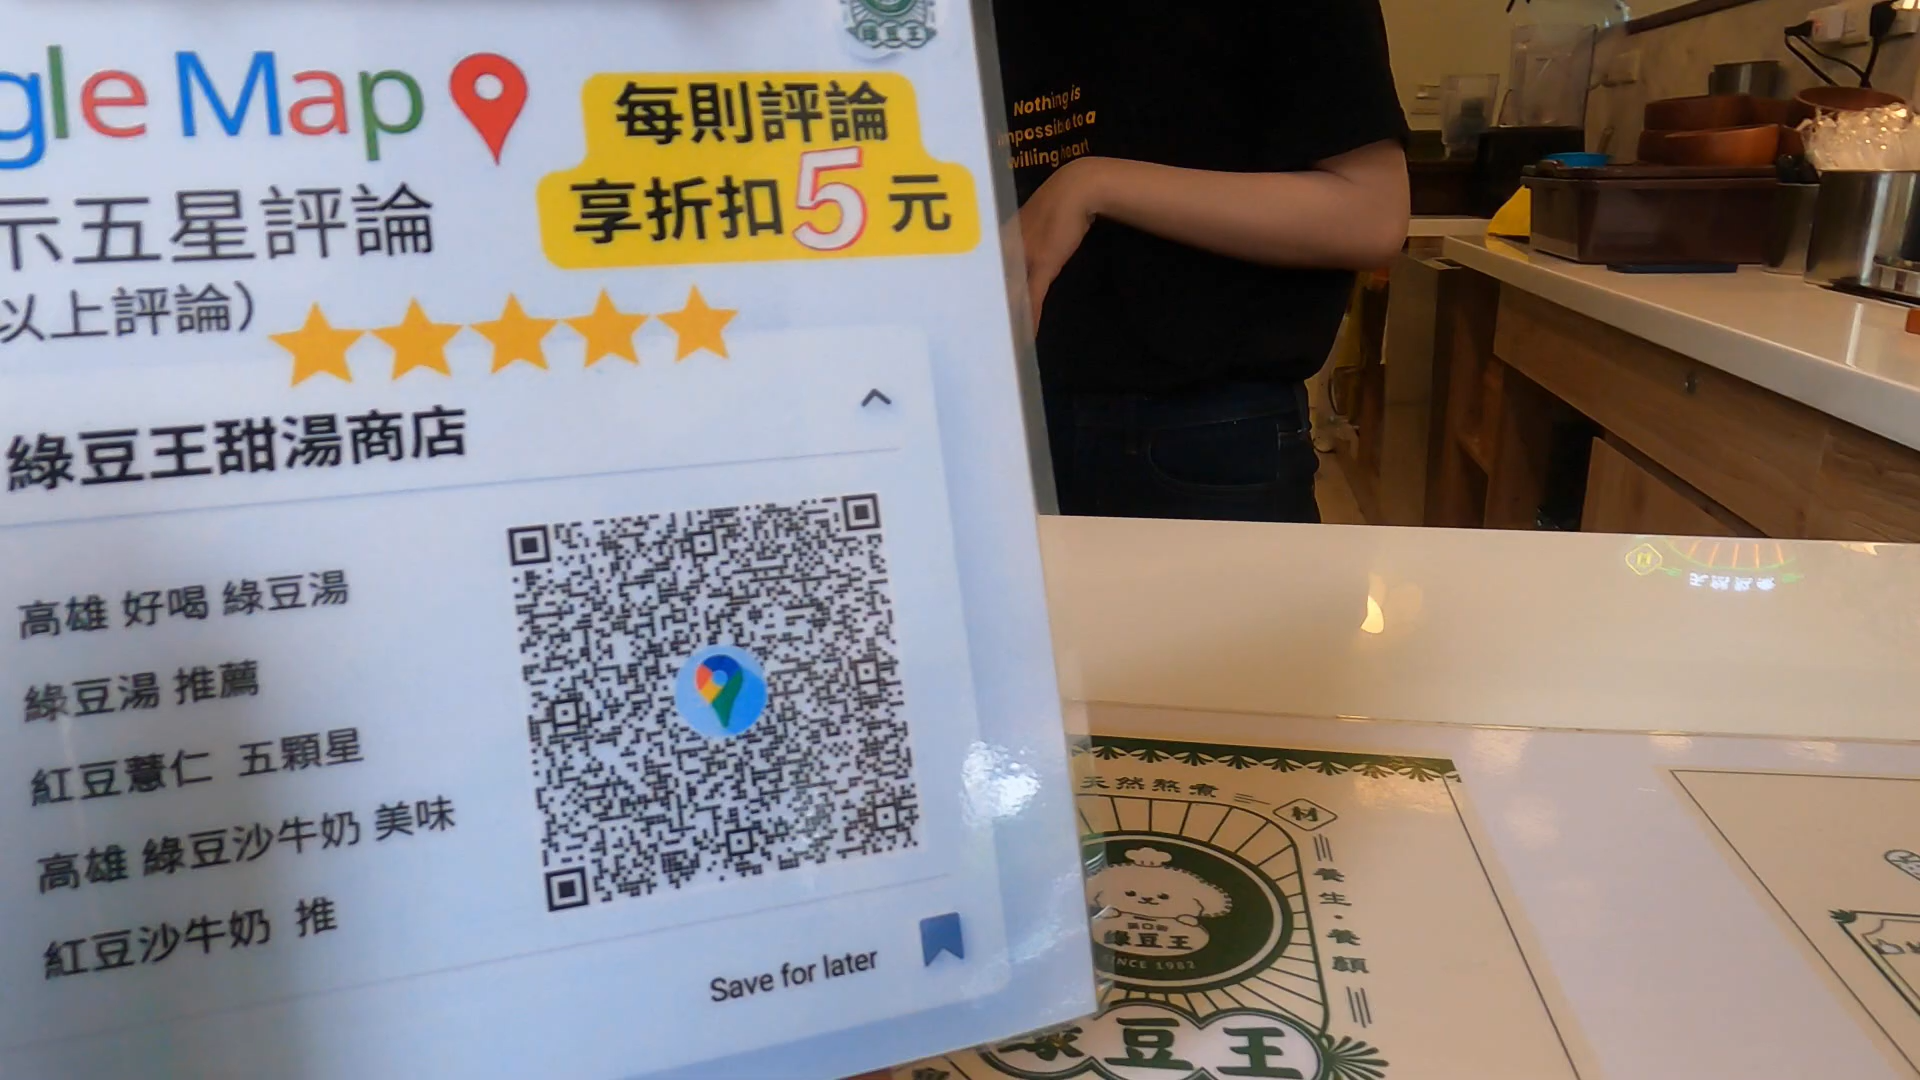 gle Map
每則評論
享折扣5元
示五星評論
以上評論）
綠豆王甜湯商店
高雄 好喝 綠豆湯
綠豆湯 推薦
紅豆薏仁 五顆星
高雄 綠豆沙牛奶 美味
紅豆沙牛奶 推
Save for later
綠豆王
Nothing is
impossible to a
willing heart
天然熬煮
養生·養顏
綠豆王
SINCE 1982
豆王